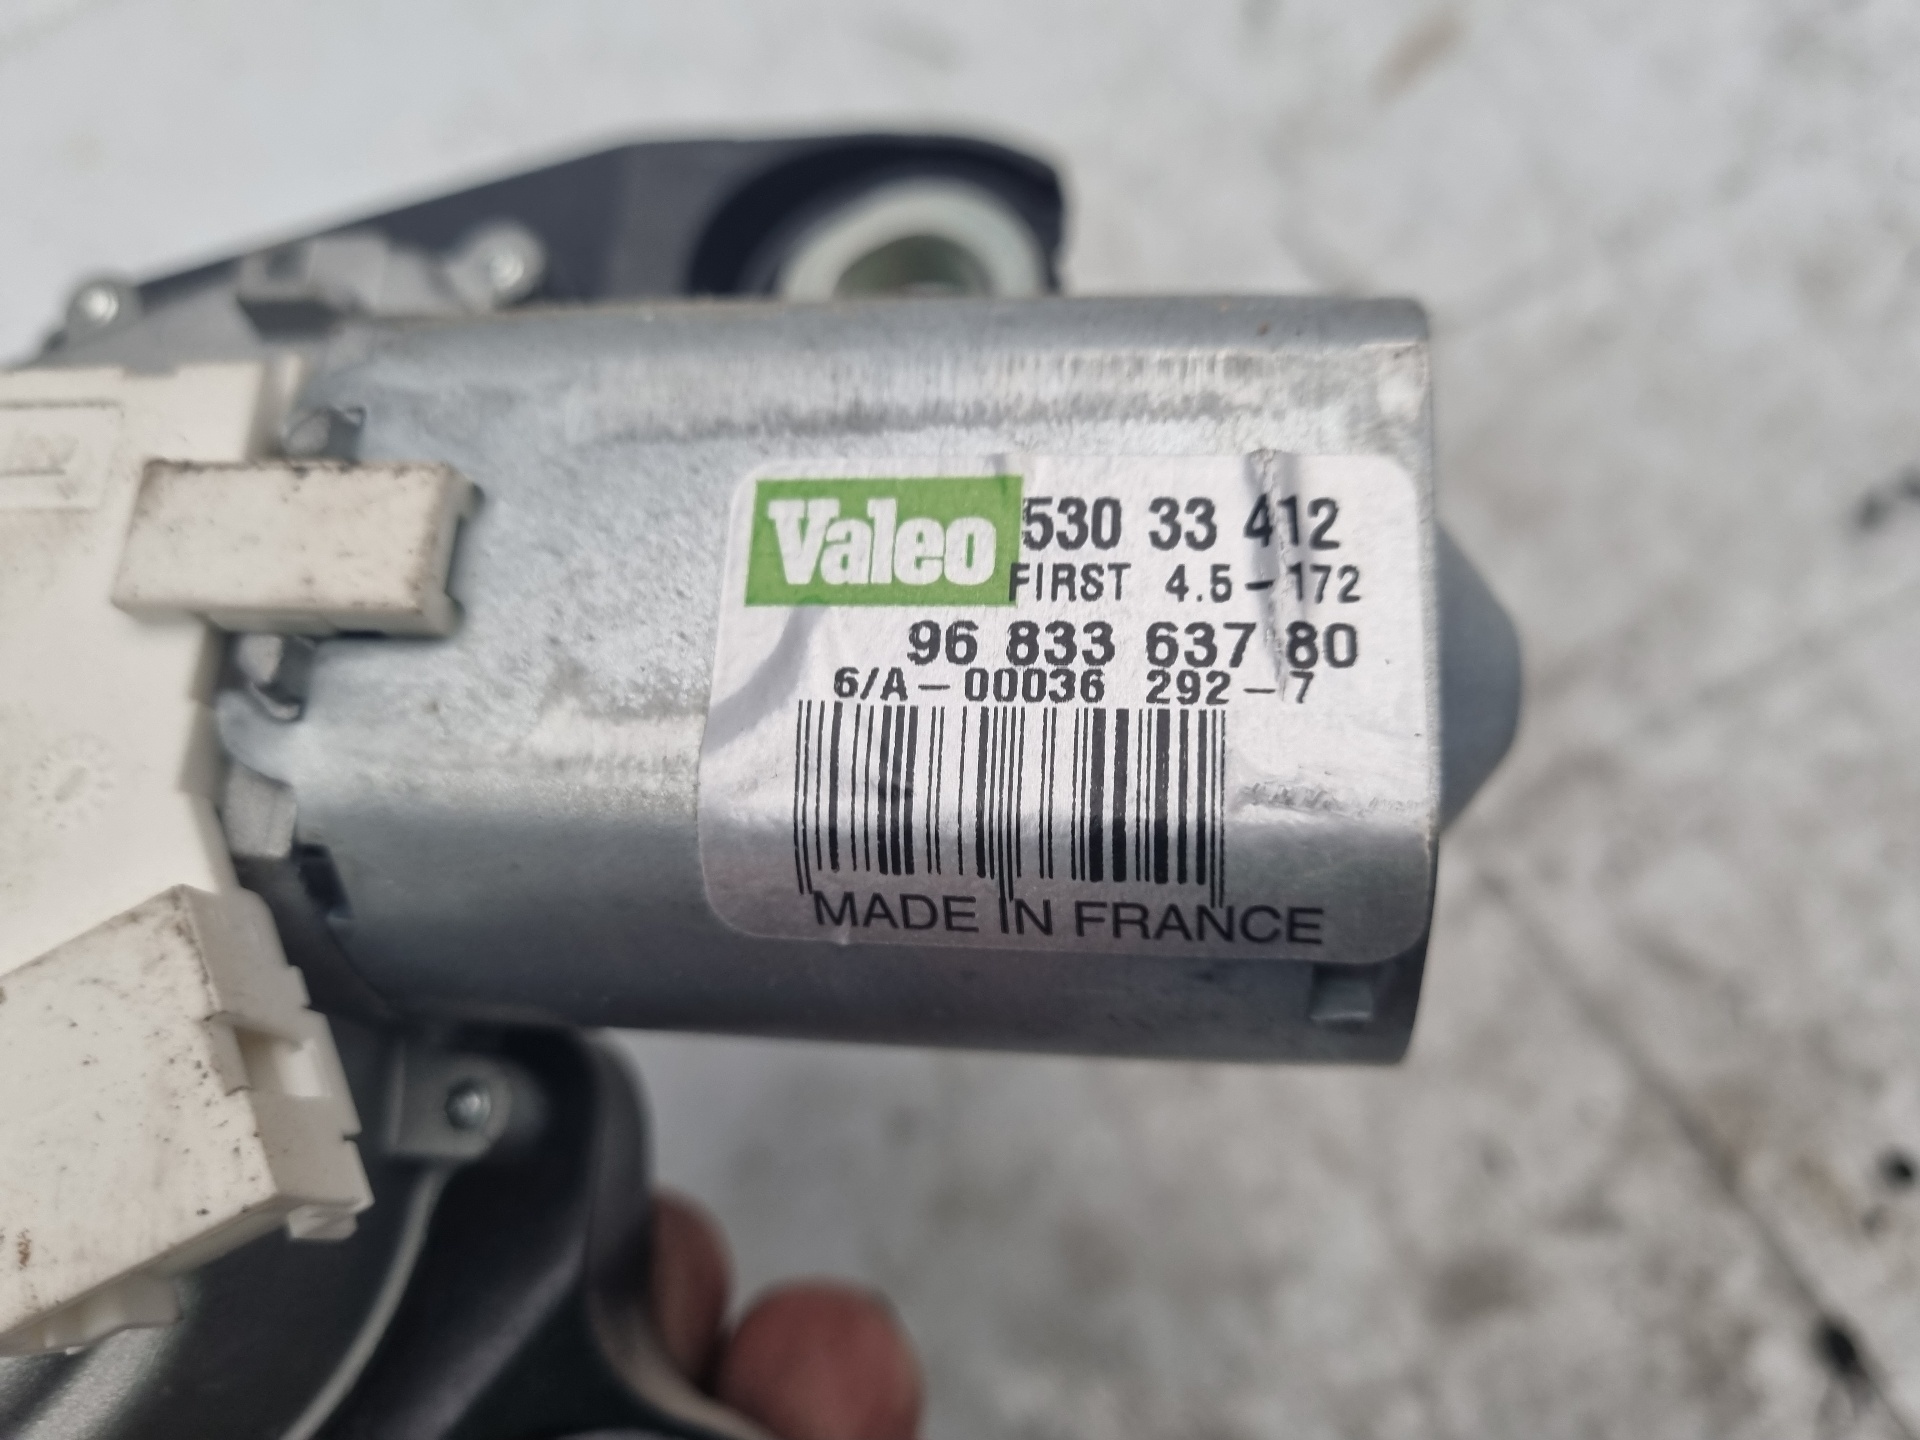 Valeo 530 33 412
FIRST 4.5-172
96 833 637 80
6/A-00036 292-7
MADE IN FRANCE